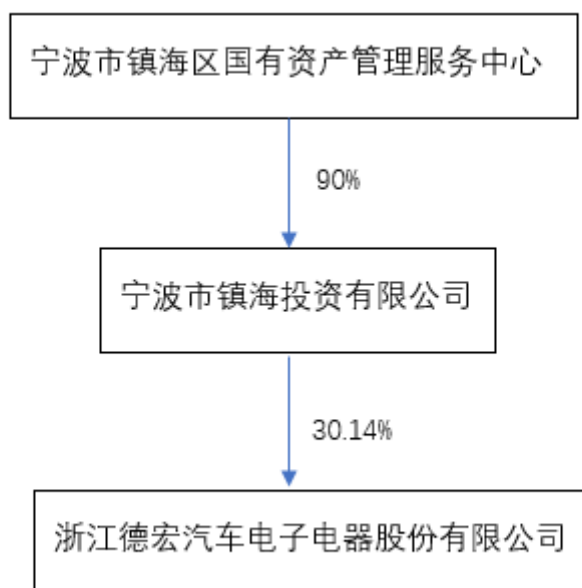 宁波市镇海区国有资产管理服务中心
90%
宁波市镇海投资有限公司
30.14%
浙江德宏汽车电子电器股份有限公司